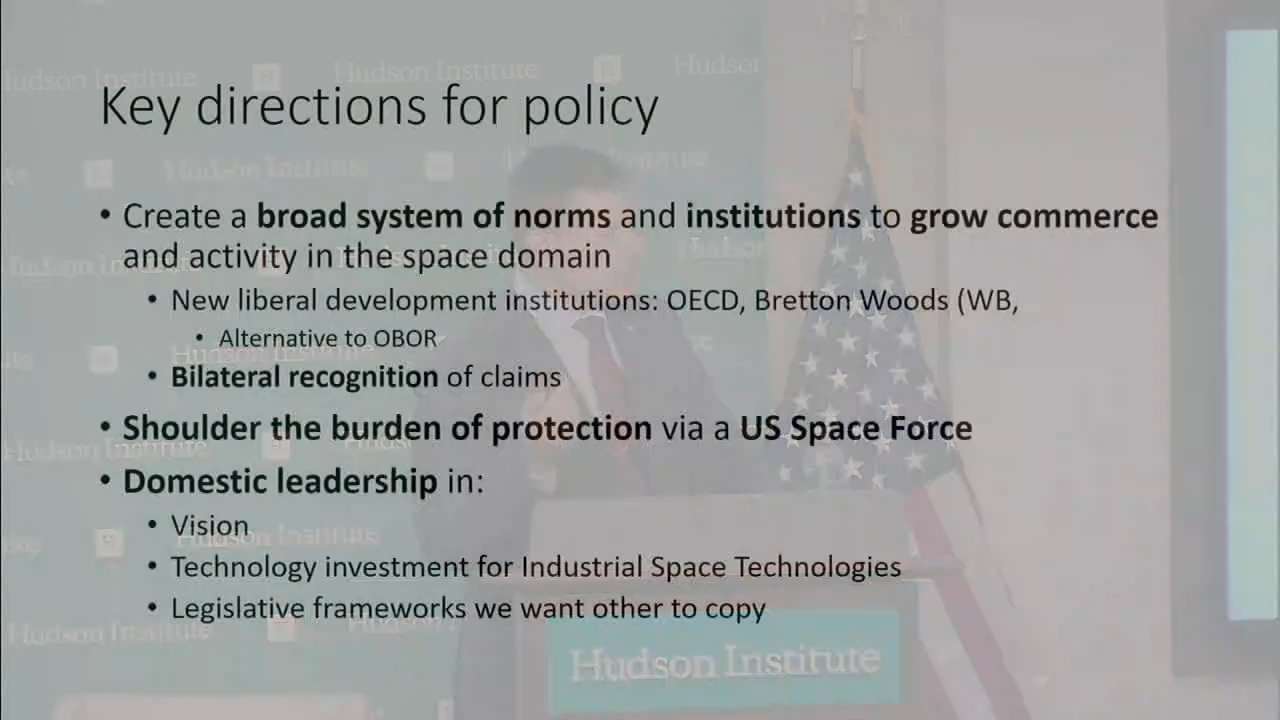 Hudson Institute Hudson Institute Hudson
Key directions for policy
Hudson Institute
• Create a broad system of norms and institutions to grow commerce
and activity in the space domain
• New liberal development institutions: OECD, Bretton Woods (WB,
• Alternative to OBOR
• Bilateral recognition of claims
• Shoulder the burden of protection via a US Space Force
Hudson Institute
• Domestic leadership in:
• Vision
Hudson Institute
• Technology investment for Industrial Space Technologies
• Legislative frameworks we want other to copy
Hudson Institute
Hudson Institute